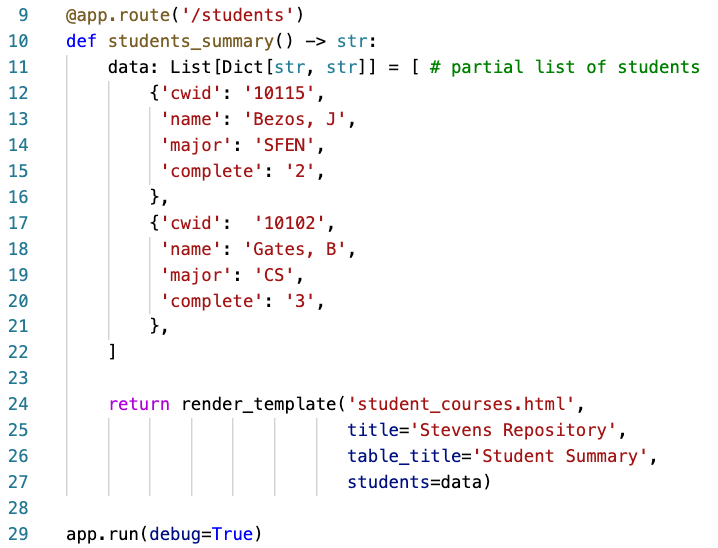 9 @app.route('/students')
10 def students_summary() -> str:
11     data: List[Dict[str, str]] = [ # partial list of students
12         {'cwid': '10115',
13          'name': 'Bezos, J',
14          'major': 'SFEN',
15          'complete': '2',
16         },
17         {'cwid':  '10102',
18          'name': 'Gates, B',
19          'major': 'CS',
20          'complete': '3',
21         },
22     ]
23
24     return render_template('student_courses.html',
25                            title='Stevens Repository',
26                            table_title='Student Summary',
27                            students=data)
28
29 app.run(debug=True)